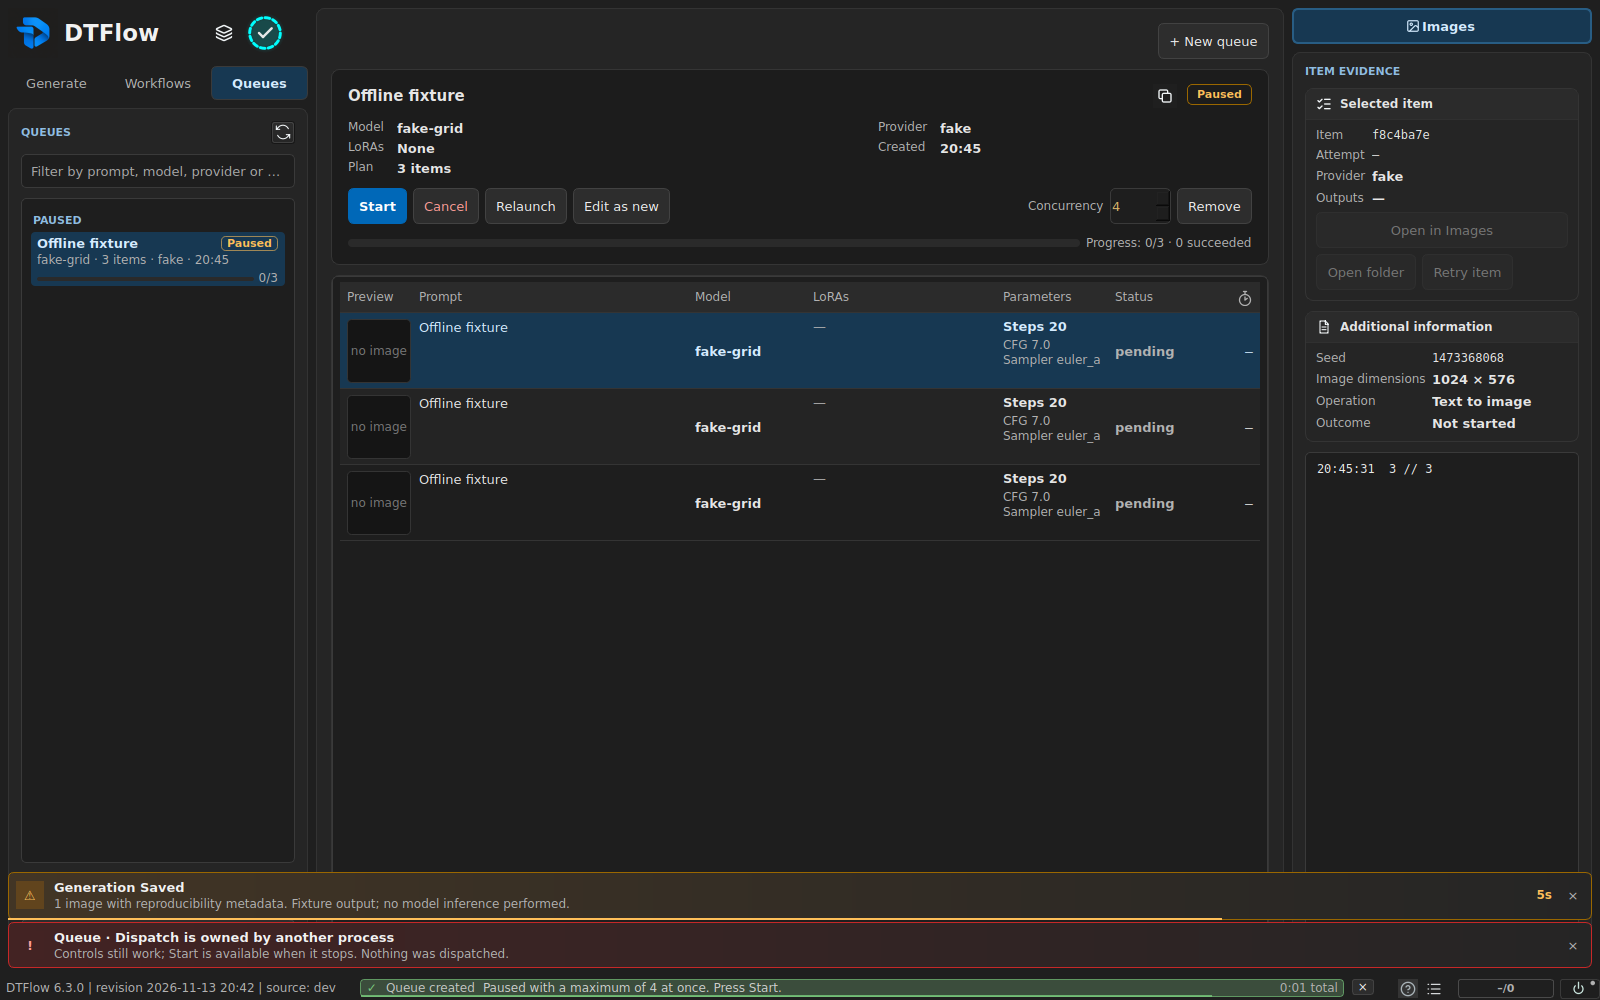 DTFlow
Generate
Workflows
Queues
QUEUES
Filter by prompt, model, provider or ...
PAUSED
Offline fixture
Paused
fake-grid · 3 items · fake · 20:45
0/3
+ New queue
Offline fixture
Paused
Model fake-grid
Provider fake
LoRAs None
Created 20:45
Plan 3 items
Start
Cancel
Relaunch
Edit as new
Concurrency 4
Remove
Progress: 0/3 · 0 succeeded
Preview Prompt Model LoRAs Parameters Status
no image Offline fixture fake-grid — Steps 20 pending –
CFG 7.0
Sampler euler_a
no image Offline fixture fake-grid — Steps 20 pending –
CFG 7.0
Sampler euler_a
no image Offline fixture fake-grid — Steps 20 pending –
CFG 7.0
Sampler euler_a
Images
ITEM EVIDENCE
Selected item
Item f8c4ba7e
Attempt –
Provider fake
Outputs —
Open in Images
Open folder
Retry item
Additional information
Seed 1473368068
Image dimensions 1024 × 576
Operation Text to image
Outcome Not started
20:45:31 3 // 3
Generation Saved
1 image with reproducibility metadata. Fixture output; no model inference performed.
5s ×
! Queue · Dispatch is owned by another process
Controls still work; Start is available when it stops. Nothing was dispatched.
×
DTFlow 6.3.0 | revision 2026-11-13 20:42 | source: dev
✓ Queue created Paused with a maximum of 4 at once. Press Start.
0:01 total
×
–/0